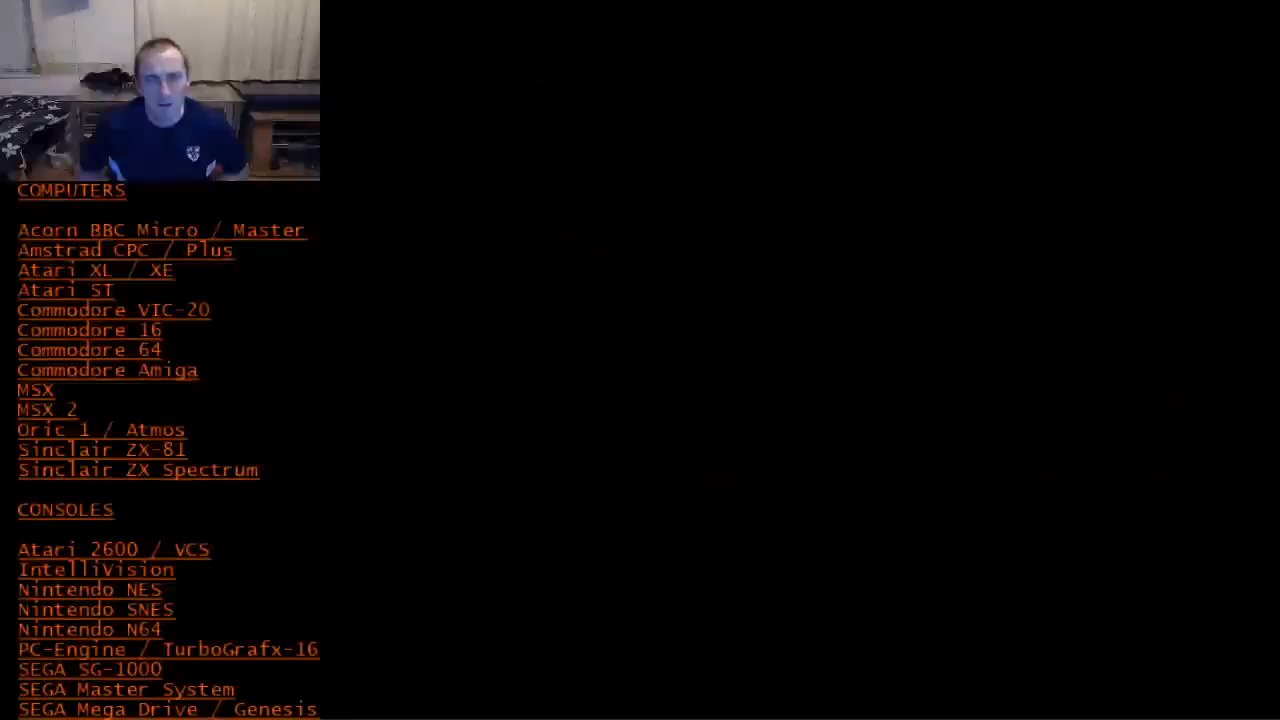 COMPUTERS
Acorn BBC Micro / Master
Amstrad CPC / Plus
Atari XL / XE
Atari ST
Commodore VIC-20
Commodore 16
Commodore 64
Commodore Amiga
MSX
MSX 2
Oric 1 / Atmos
Sinclair ZX-81
Sinclair ZX Spectrum
CONSOLES
Atari 2600 / VCS
IntelliVision
Nintendo NES
Nintendo SNES
Nintendo N64
PC-Engine / TurboGrafx-16
SEGA SG-1000
SEGA Master System
SEGA Mega Drive / Genesis